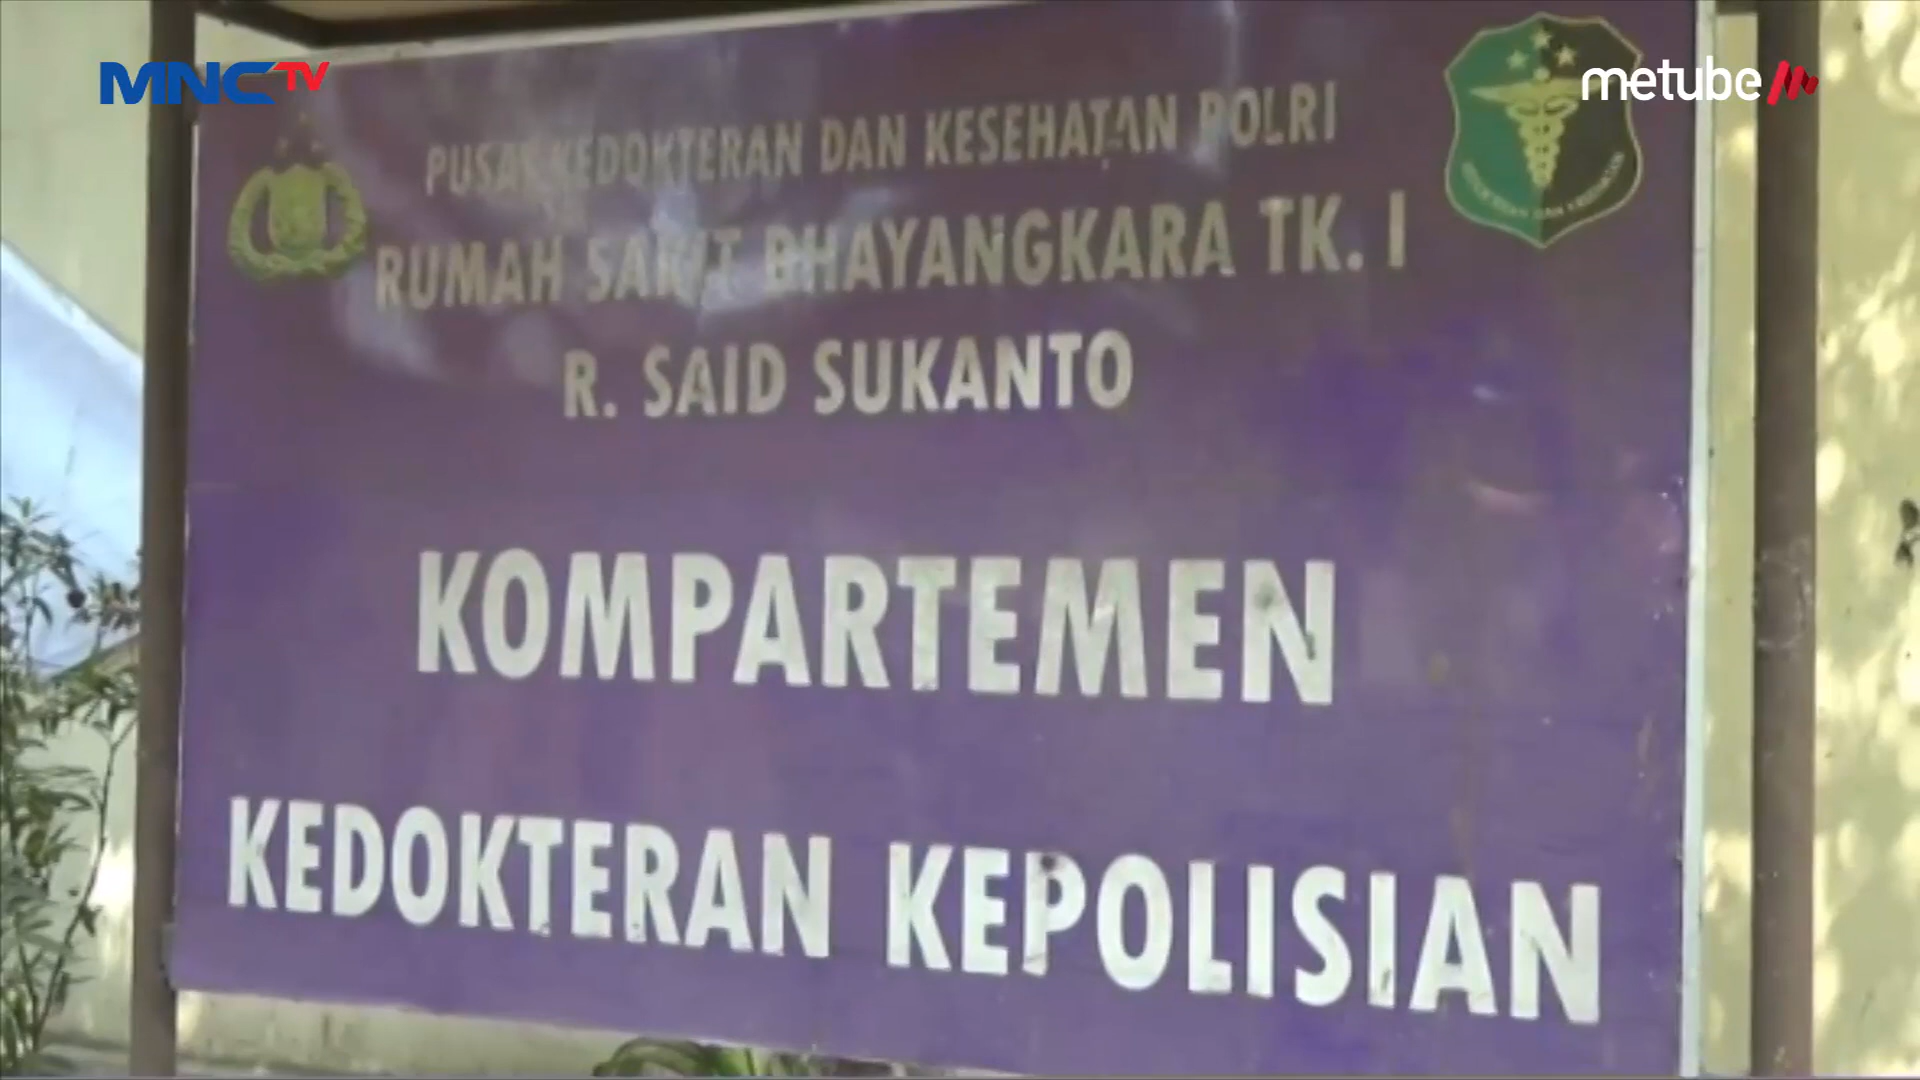 MNCTV
metube
PUSAT KEDOKTERAN DAN KESEHATAN POLRI
RUMAH SAKIT BHAYANGKARA TK. I
R. SAID SUKANTO
KOMPARTEMEN
KEDOKTERAN KEPOLISIAN